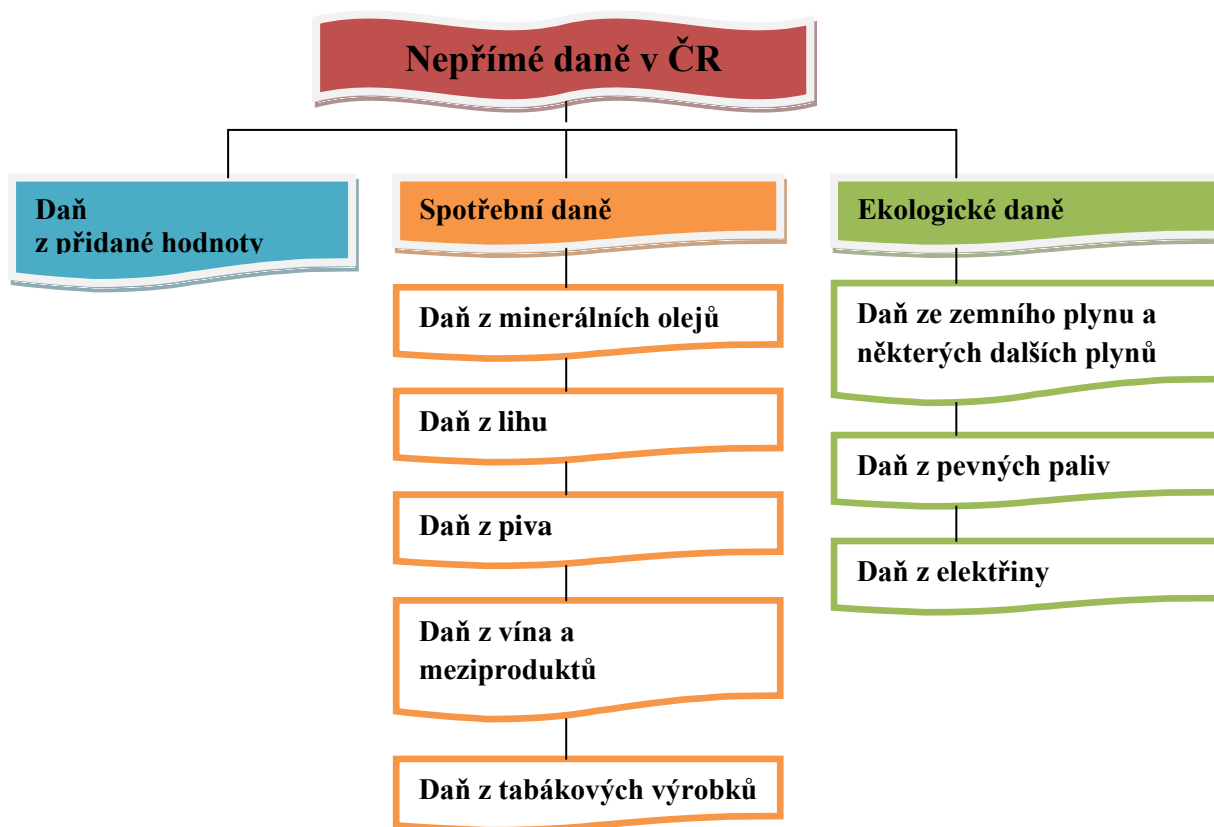 Nepřímé daně v ČR
Daň
z přidané hodnoty
Spotřební daně
Daň z minerálních olejů
Daň z lihu
Daň z piva
Daň z vína a
meziproduktů
Daň z tabákových výrobků
Ekologické daně
Daň ze zemního plynu a
některých dalších plynů
Daň z pevných paliv
Daň z elektřiny